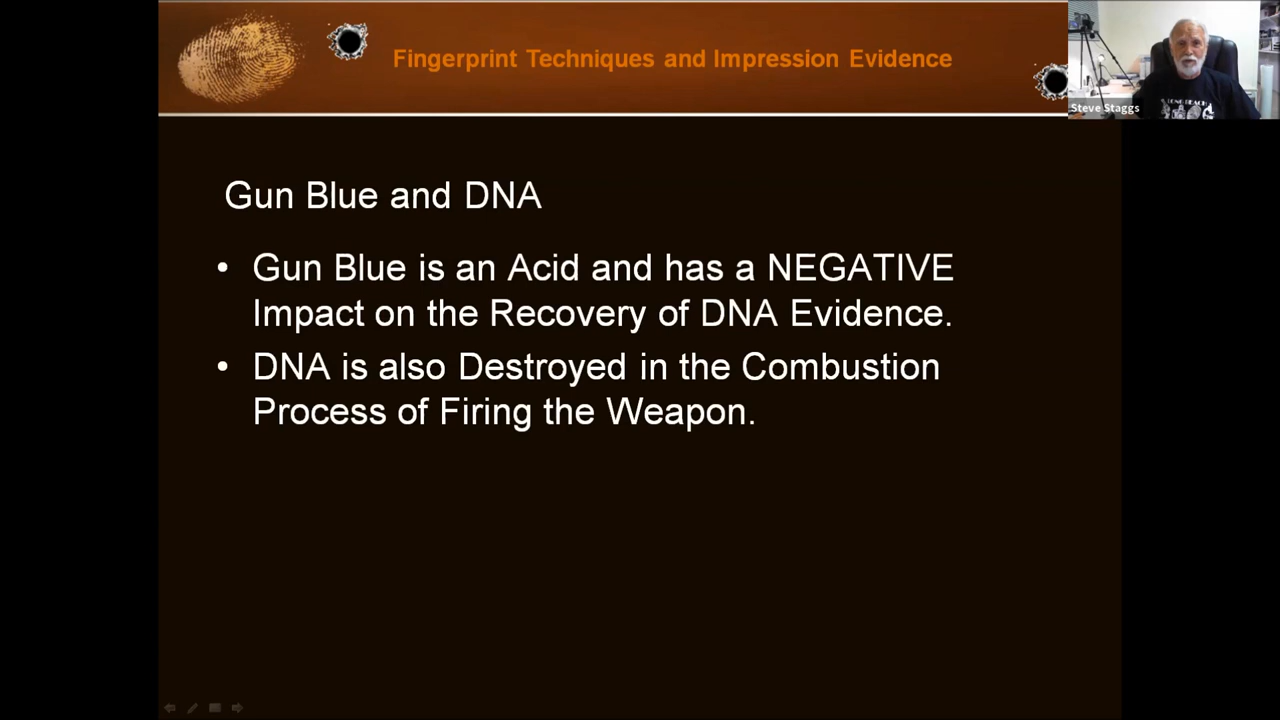 Fingerprint Techniques and Impression Evidence
Steve Staggs
LONG BEACH
Gun Blue and DNA
• Gun Blue is an Acid and has a NEGATIVE
Impact on the Recovery of DNA Evidence.
• DNA is also Destroyed in the Combustion
Process of Firing the Weapon.